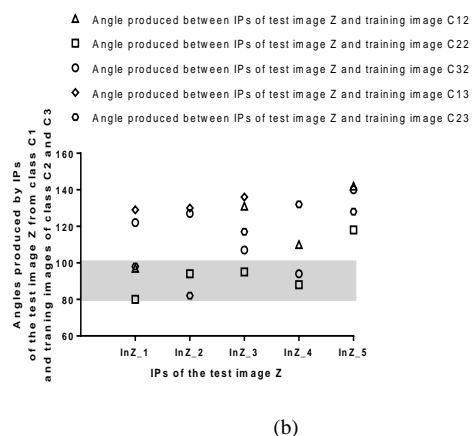 Angle produced between IPs of test image Z and training image C12
Angle produced between IPs of test image Z and training image C22
Angle produced between IPs of test image Z and training image C32
Angle produced between IPs of test image Z and training image C13
Angle produced between IPs of test image Z and training image C23
Angles produced by IPs
of the test image Z from class C1
and traning images of class C2 and C3
160
140
120
100
80
60
InZ_1 InZ_2 InZ_3 InZ_4 InZ_5
IPs of the test image Z
(b)